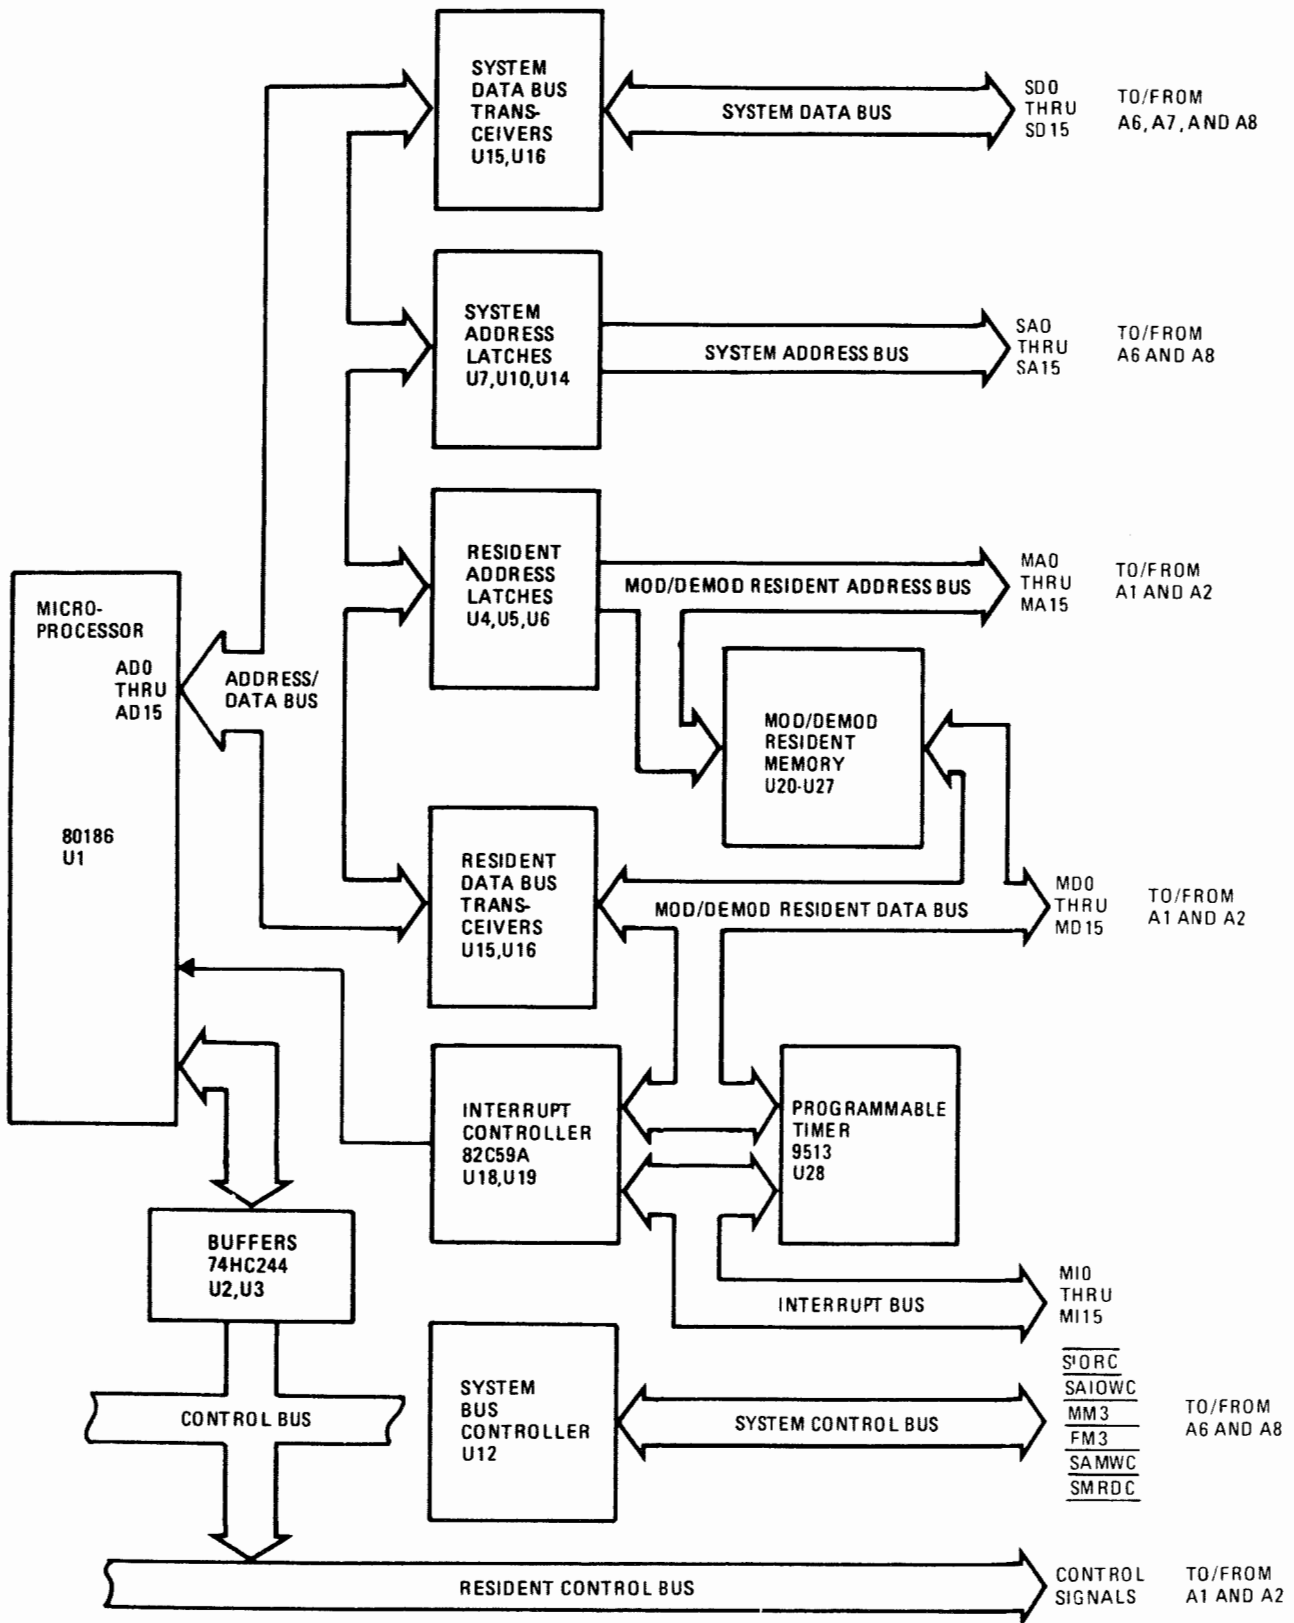 SYSTEM
DATA BUS
TRANS-
CEIVERS
U15,U16
SYSTEM DATA BUS
SD0
THRU
SD15
TO/FROM
A6, A7, AND A8
SYSTEM
ADDRESS
LATCHES
U7,U10,U14
SYSTEM ADDRESS BUS
SA0
THRU
SA15
TO/FROM
A6 AND A8
RESIDENT
ADDRESS
LATCHES
U4,U5,U6
MOD/DEMOD RESIDENT ADDRESS BUS
MA0
THRU
MA15
TO/FROM
A1 AND A2
MICRO-
PROCESSOR
AD0
THRU
AD15
80186
U1
ADDRESS/
DATA BUS
MOD/DEMOD
RESIDENT
MEMORY
U20-U27
RESIDENT
DATA BUS
TRANS-
CEIVERS
U15,U16
MOD/DEMOD RESIDENT DATA BUS
MD0
THRU
MD15
TO/FROM
A1 AND A2
INTERRUPT
CONTROLLER
82C59A
U18,U19
PROGRAMMABLE
TIMER
9513
U28
BUFFERS
74HC244
U2,U3
INTERRUPT BUS
MI0
THRU
MI15
SYSTEM
BUS
CONTROLLER
U12
SYSTEM CONTROL BUS
SIORC
SAIOWC
MM3
FM3
SAMWC
SMRDC
TO/FROM
A6 AND A8
CONTROL BUS
RESIDENT CONTROL BUS
CONTROL
SIGNALS
TO/FROM
A1 AND A2